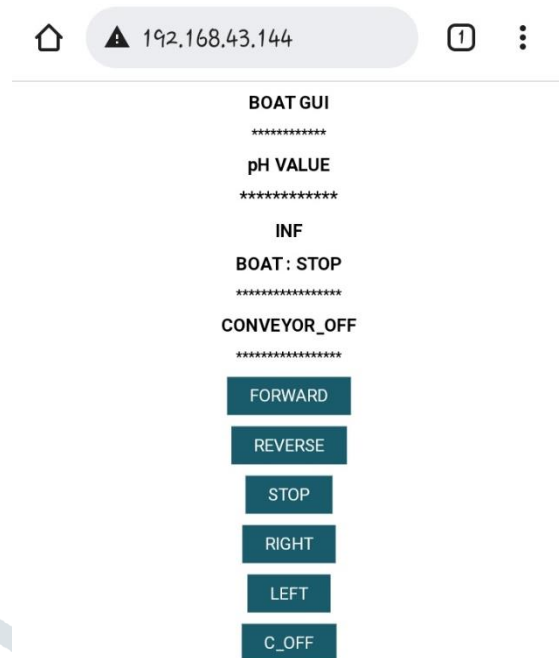 192.168.43.144
1
BOAT GUI
************
pH VALUE
************
INF
BOAT : STOP
*****************
CONVEYOR_OFF
*****************
FORWARD
REVERSE
STOP
RIGHT
LEFT
C_OFF